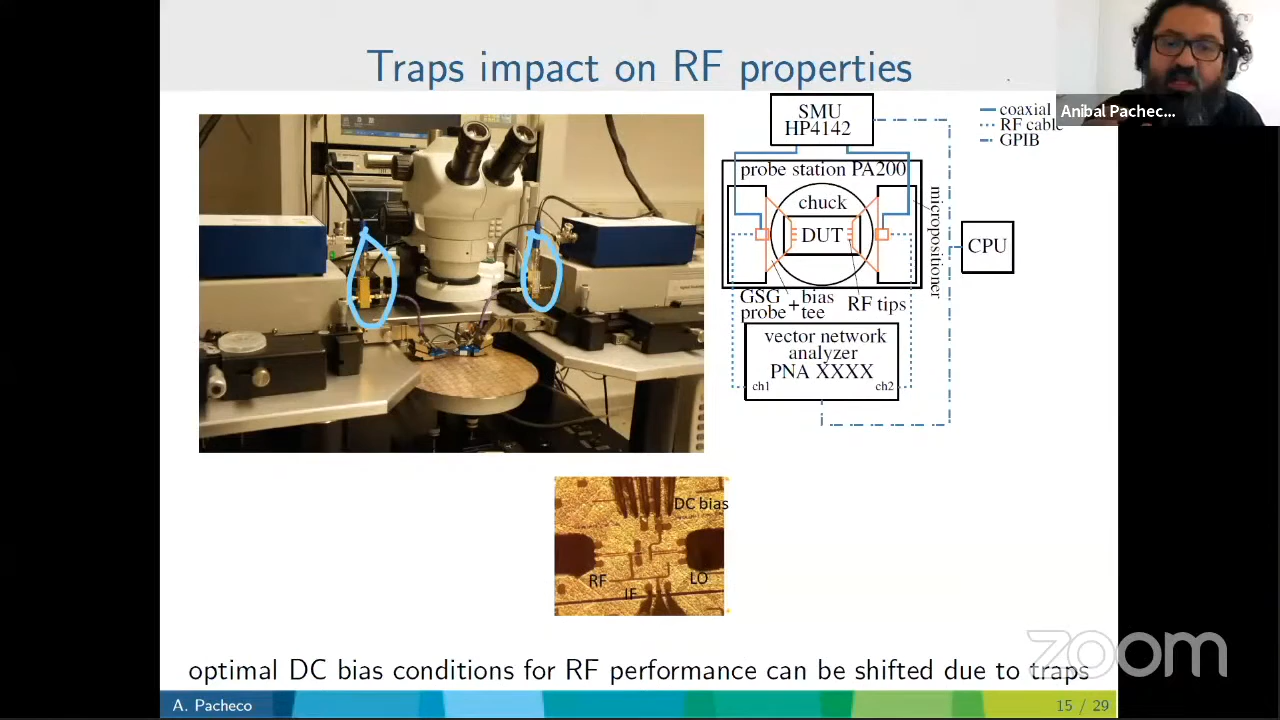 Traps impact on RF properties
Anibal Pachec...
SMU
HP4142
coaxial
RF cable
GPIB
probe station PA200
chuck
DUT
micropositioner
CPU
GSG + bias
probe tee
RF tips
vector network
analyzer
PNA XXXX
ch1
ch2
DC bias
RF
IF
LO
zoom
optimal DC bias conditions for RF performance can be shifted due to traps
A. Pacheco
15 / 29